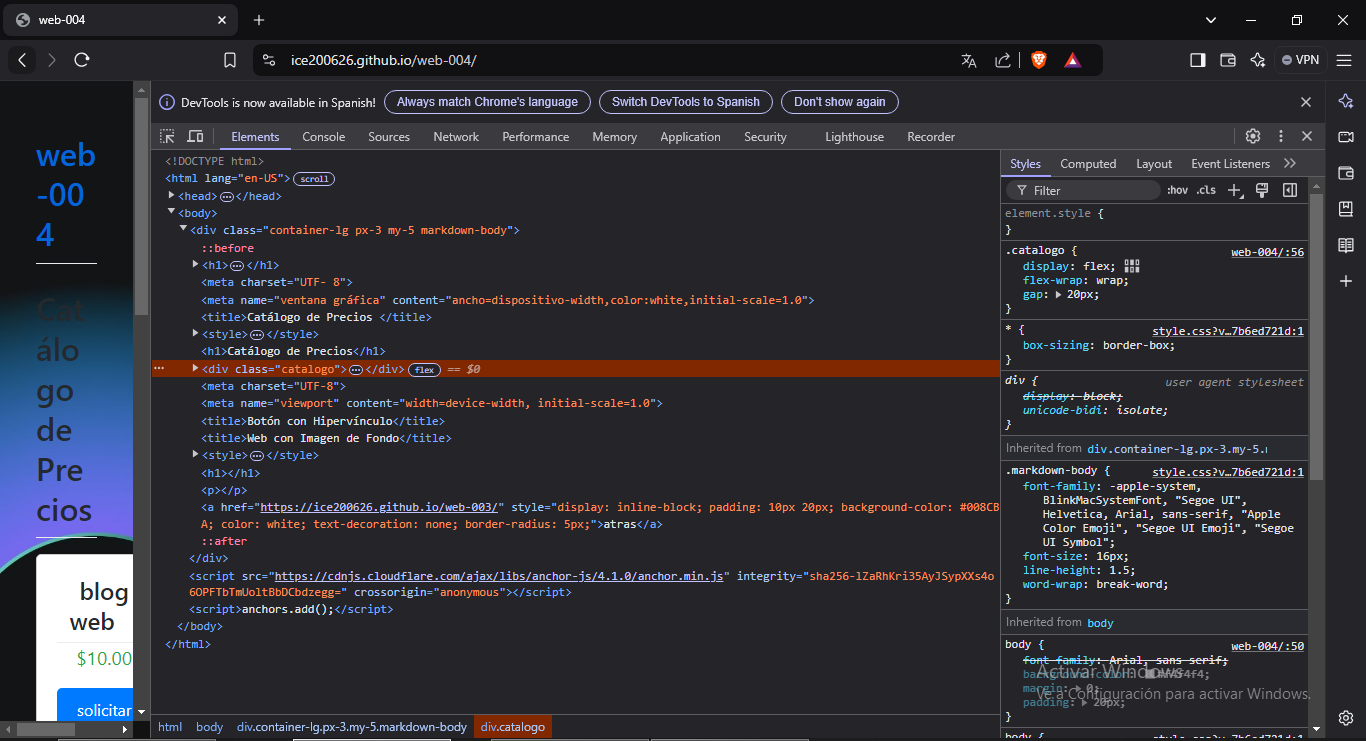 web-004
ice200626.github.io/web-004/
VPN
web
-00
4
Cat
álo
go
de
Pre
cios
blog
web
$10.00
solicitar
DevTools is now available in Spanish!
Always match Chrome's language
Switch DevTools to Spanish
Don't show again
Elements
Console
Sources
Network
Performance
Memory
Application
Security
Lighthouse
Recorder
<!DOCTYPE html>
<html lang="en-US"> scroll
<head>…</head>
<body>
<div class="container-lg px-3 my-5 markdown-body">
::before
<h1>…</h1>
<meta charset="UTF- 8">
<meta name="ventana gráfica" content="ancho=dispositivo-width,color:white,initial-scale=1.0">
<title>Catálogo de Precios </title>
<style>…</style>
<h1>Catálogo de Precios</h1>
<div class="catalogo">…</div> flex == $0
<meta charset="UTF-8">
<meta name="viewport" content="width=device-width, initial-scale=1.0">
<title>Botón con Hipervínculo</title>
<title>Web con Imagen de Fondo</title>
<style>…</style>
<h1></h1>
<p></p>
<a href="https://ice200626.github.io/web-003/" style="display: inline-block; padding: 10px 20px; background-color: #008CB
A; color: white; text-decoration: none; border-radius: 5px;">atras</a>
::after
</div>
<script src="https://cdnjs.cloudflare.com/ajax/libs/anchor-js/4.1.0/anchor.min.js" integrity="sha256-lZaRhKri35AyJSypXXs4o
6OPFTbTmUoltBbDCbdzegg=" crossorigin="anonymous"></script>
<script>anchors.add();</script>
</body>
</html>
html
body
div.container-lg.px-3.my-5.markdown-body
div.catalogo
Styles
Computed
Layout
Event Listeners
Filter
:hov
.cls
element.style {
}
.catalogo {
web-004/:56
display: flex;
flex-wrap: wrap;
gap: 20px;
}
* {
style.css?v…7b6ed721d:1
box-sizing: border-box;
}
div {
user agent stylesheet
display: block;
unicode-bidi: isolate;
}
Inherited from div.container-lg.px-3.my-5.
.markdown-body {
style.css?v…7b6ed721d:1
font-family: -apple-system,
BlinkMacSystemFont, "Segoe UI",
Helvetica, Arial, sans-serif, "Apple
Color Emoji", "Segoe UI Emoji", "Segoe
UI Symbol";
font-size: 16px;
line-height: 1.5;
word-wrap: break-word;
}
Inherited from body
body {
web-004/:50
font-family: Arial, sans-serif;
background-color: #f4f4f4;
margin: 0;
padding: 20px;
}
Activar Windows
Ve a Configuración para activar Windows.